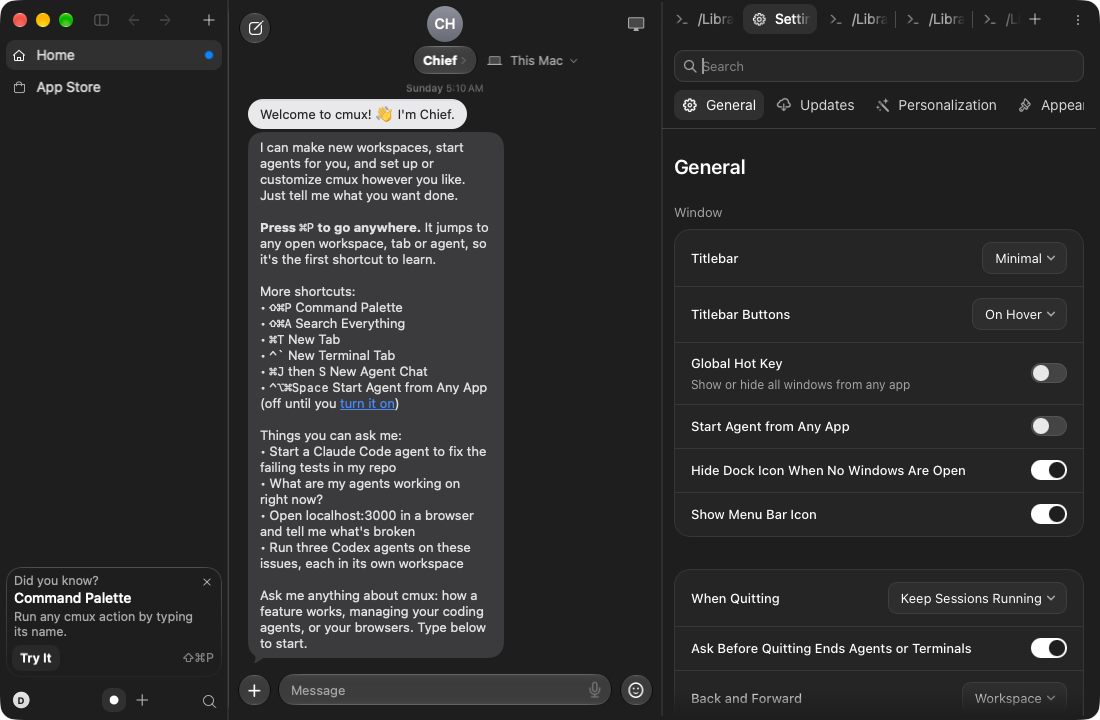 Home
App Store
Did you know?
Command Palette
Run any cmux action by typing
its name.
Try It
⇧⌘P
D
CH
Chief
This Mac
Sunday 5:10 AM
Welcome to cmux! 👋 I'm Chief.
I can make new workspaces, start
agents for you, and set up or
customize cmux however you like.
Just tell me what you want done.
Press ⌘P to go anywhere. It jumps to
any open workspace, tab or agent, so
it's the first shortcut to learn.
More shortcuts:
• ⇧⌘P Command Palette
• ⇧⌘A Search Everything
• ⌘T New Tab
• ^` New Terminal Tab
• ⌘J then S New Agent Chat
• ^⌥⌘Space Start Agent from Any App
(off until you turn it on)
Things you can ask me:
• Start a Claude Code agent to fix the
failing tests in my repo
• What are my agents working on
right now?
• Open localhost:3000 in a browser
and tell me what's broken
• Run three Codex agents on these
issues, each in its own workspace
Ask me anything about cmux: how a
feature works, managing your coding
agents, or your browsers. Type below
to start.
Message
/Libra
Settin
/Libra
/Libra
/Li
Search
General
Updates
Personalization
Appear
General
Window
Titlebar
Minimal
Titlebar Buttons
On Hover
Global Hot Key
Show or hide all windows from any app
Start Agent from Any App
Hide Dock Icon When No Windows Are Open
Show Menu Bar Icon
When Quitting
Keep Sessions Running
Ask Before Quitting Ends Agents or Terminals
Back and Forward
Workspace